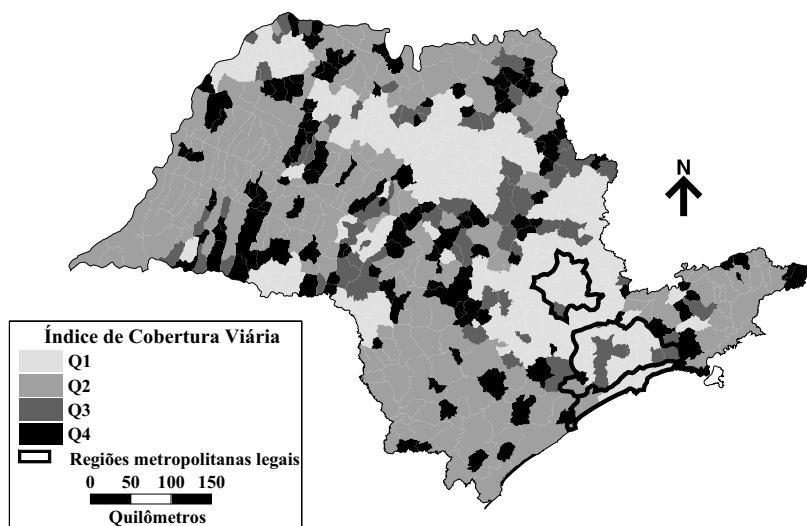 N
Índice de Cobertura Viária
Q1
Q2
Q3
Q4
Regiões metropolitanas legais
0 50 100 150
Quilômetros